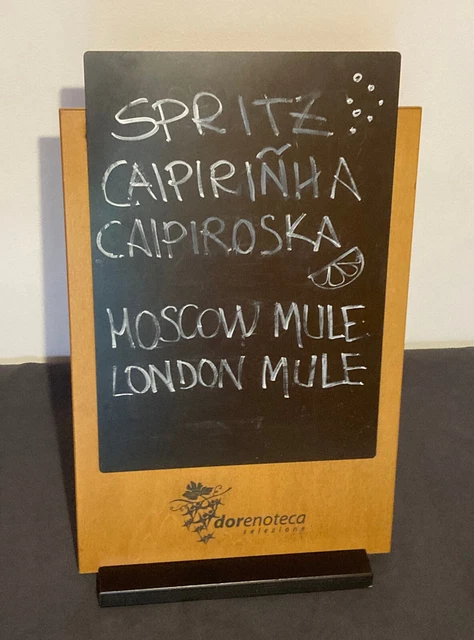 SPRITZ
CAIPIRIÑHA
CAIPIROSKA
MOSCOW MULE
LONDON MULE
dorenoteca
selezione